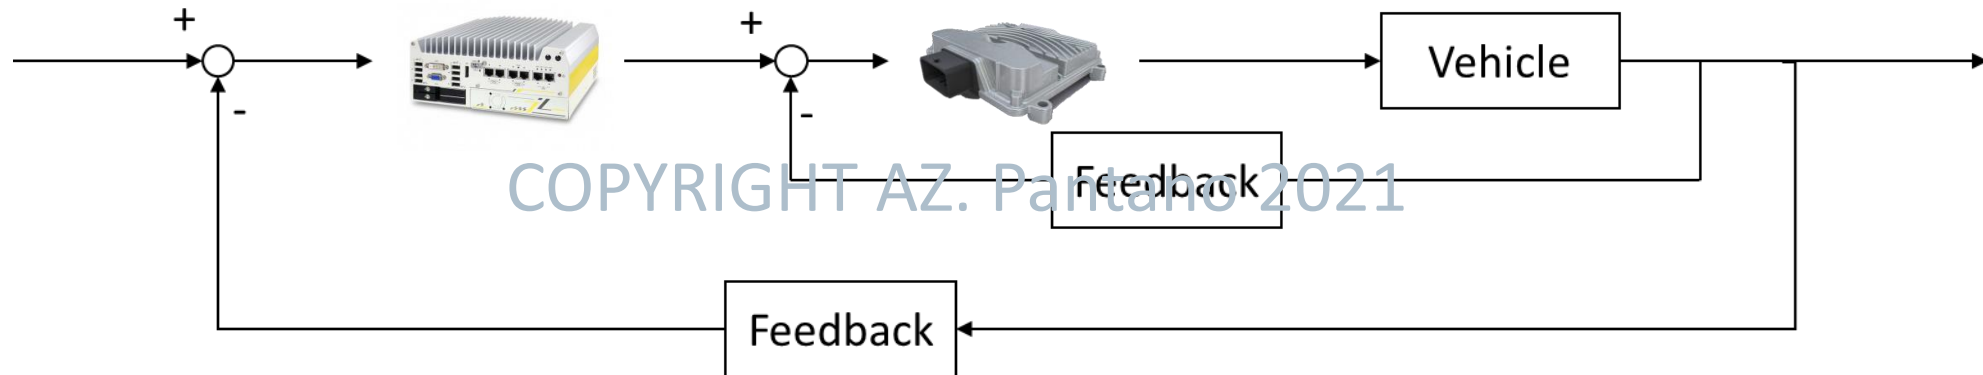 +
+
Vehicle
-
-
Feedback
COPYRIGHT AZ. Pantano 2021
Feedback